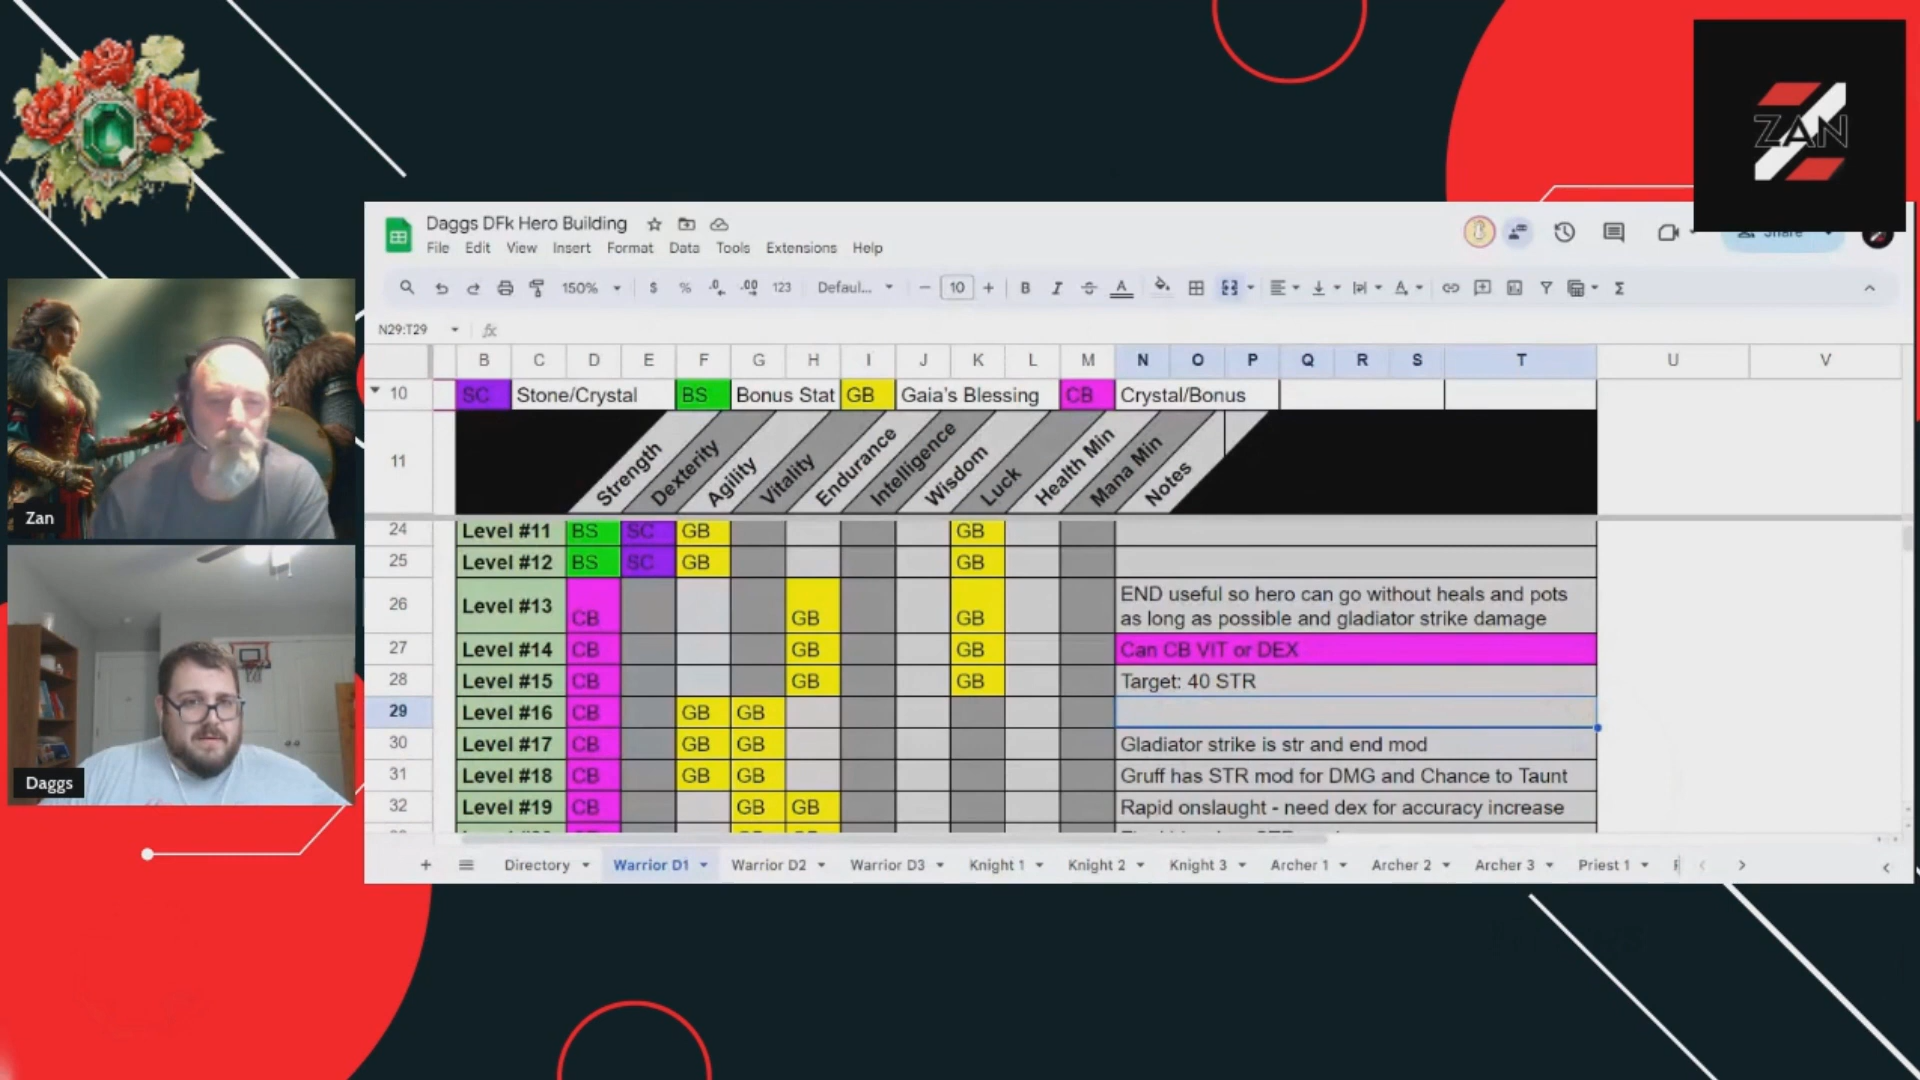 ZAN
Daggs DFk Hero Building
File Edit View Insert Format Data Tools Extensions Help
Share
150% $ % .0 .00 123 Defaul... 10 B I A Σ
N29:T29 fx
B C D E F G H I J K L M N O P Q R S T U V
10 SC Stone/Crystal BS Bonus Stat GB Gaia's Blessing CB Crystal/Bonus
11 Strength Dexterity Agility Vitality Endurance Intelligence Wisdom Luck Health Min Mana Min Notes
24 Level #11 BS SC GB GB
25 Level #12 BS SC GB GB
26 Level #13 CB GB GB END useful so hero can go without heals and pots
as long as possible and gladiator strike damage
27 Level #14 CB GB GB Can CB VIT or DEX
28 Level #15 CB GB GB Target: 40 STR
29 Level #16 CB GB GB
30 Level #17 CB GB GB Gladiator strike is str and end mod
31 Level #18 CB GB GB Gruff has STR mod for DMG and Chance to Taunt
32 Level #19 CB GB GB Rapid onslaught - need dex for accuracy increase
Directory Warrior D1 Warrior D2 Warrior D3 Knight 1 Knight 2 Knight 3 Archer 1 Archer 2 Archer 3 Priest 1
Zan
Daggs